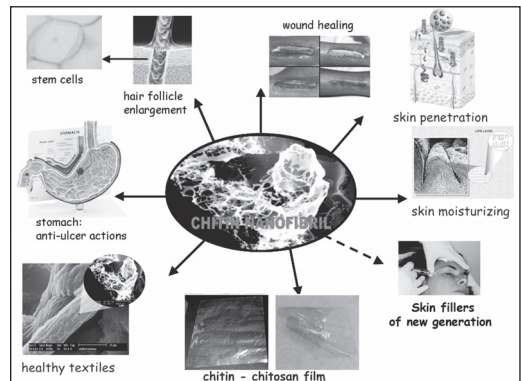 wound healing
stem cells
hair follicle
enlargement
skin penetration
STOMACH
CHITIN NANOFIBRIL
stomach:
anti-ulcer actions
skin moisturizing
Skin fillers
of new generation
healthy textiles
chitin - chitosan film